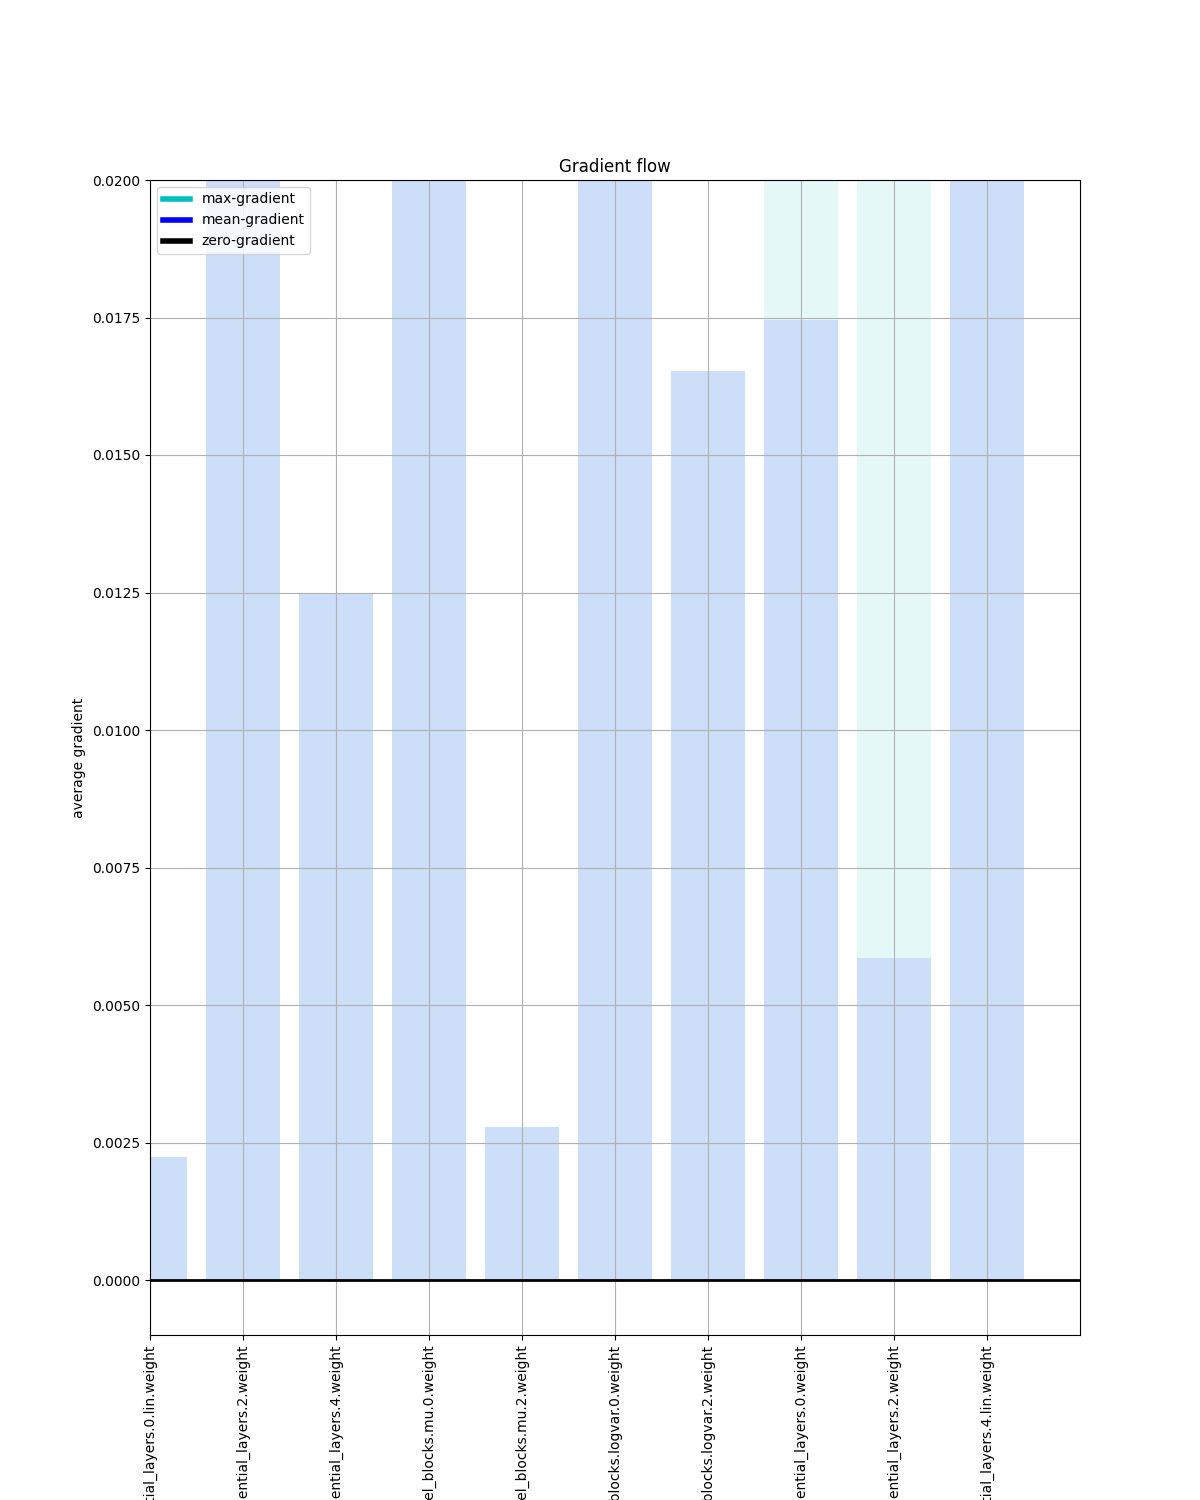 Gradient flow
max-gradient
mean-gradient
zero-gradient
0.0200
0.0175
0.0150
0.0125
0.0100
0.0075
0.0050
0.0025
0.0000
average gradient
tial_layers.0.lin.weight
ential_layers.2.weight
ential_layers.4.weight
el_blocks.mu.0.weight
el_blocks.mu.2.weight
blocks.logvar.0.weight
blocks.logvar.2.weight
ential_layers.0.weight
ential_layers.2.weight
tial_layers.4.lin.weight